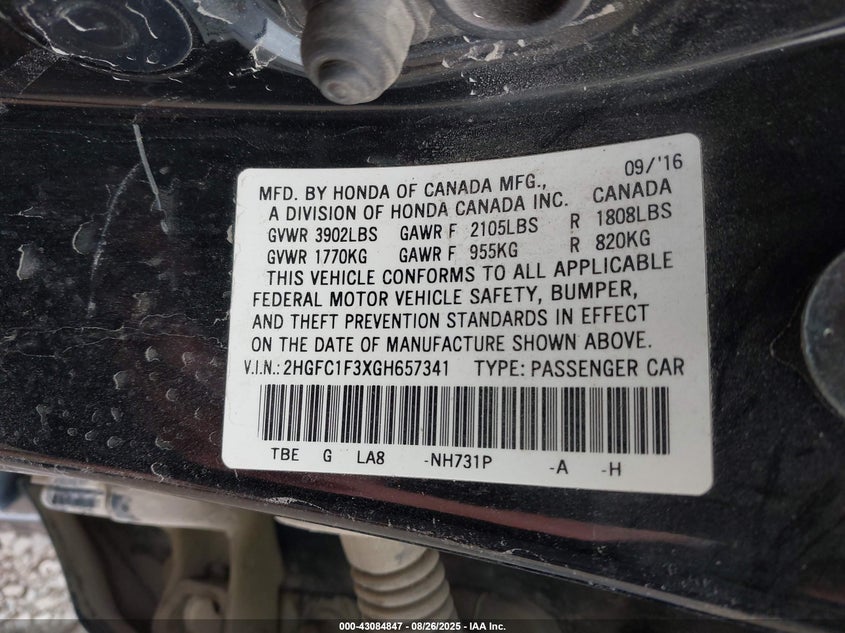 09/'16
MFD. BY HONDA OF CANADA MFG.,
A DIVISION OF HONDA CANADA INC. CANADA
GVWR 3902LBS GAWR F 2105LBS R 1808LBS
GVWR 1770KG GAWR F 955KG R 820KG
THIS VEHICLE CONFORMS TO ALL APPLICABLE
FEDERAL MOTOR VEHICLE SAFETY, BUMPER,
AND THEFT PREVENTION STANDARDS IN EFFECT
ON THE DATE OF MANUFACTURE SHOWN ABOVE.
V.I.N.: 2HGFC1F3XGH657341 TYPE: PASSENGER CAR
TBE G LA8 -NH731P -A -H
000-43084847 - 08/26/2025 - IAA Inc.